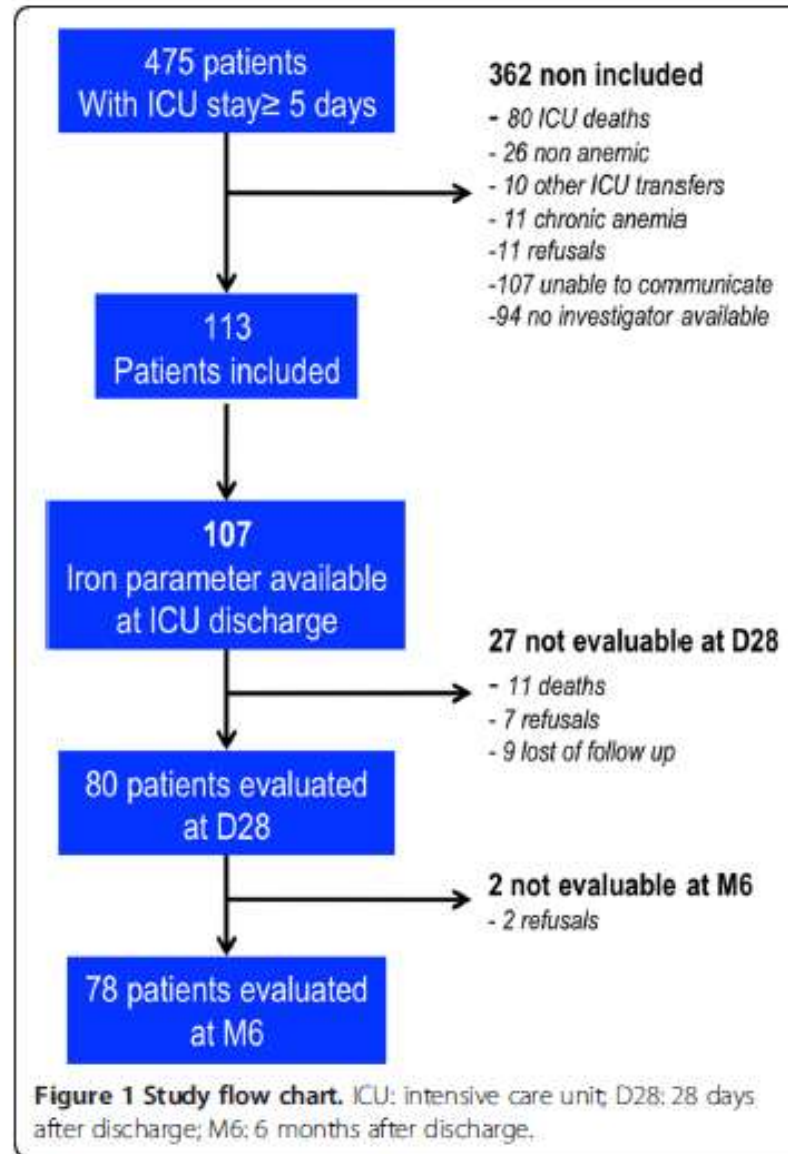 475 patients
With ICU stay≥ 5 days
362 non included
- 80 ICU deaths
- 26 non anemic
- 10 other ICU transfers
- 11 chronic anemia
-11 refusals
-107 unable to communicate
-94 no investigator available
113
Patients included
107
Iron parameter available
at ICU discharge
27 not evaluable at D28
- 11 deaths
- 7 refusals
- 9 lost of follow up
80 patients evaluated
at D28
2 not evaluable at M6
- 2 refusals
78 patients evaluated
at M6
Figure 1 Study flow chart. ICU: intensive care unit; D28: 28 days
after discharge; M6: 6 months after discharge.